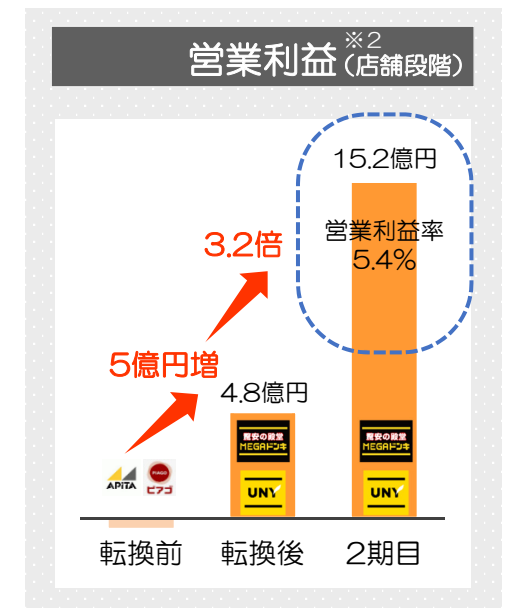 営業利益※2(店舗段階)
15.2億円
営業利益率
5.4%
3.2倍
5億円増
4.8億円
APiTA
PIAGO
ピアゴ
驚安の殿堂
MEGAドンキ
UNY
驚安の殿堂
MEGAドンキ
UNY
転換前
転換後
2期目